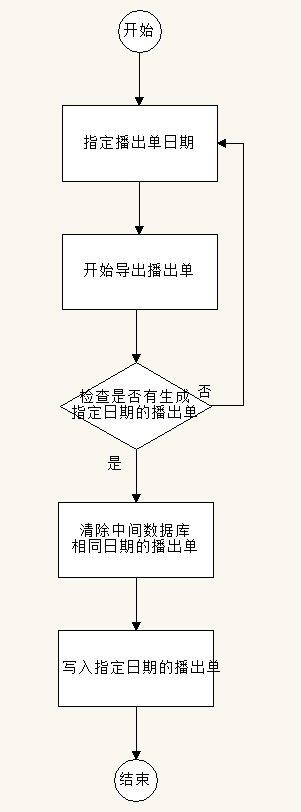 开始
指定播出单日期
开始导出播出单
检查是否有生成
指定日期的播出单
否
是
清除中间数据库
相同日期的播出单
写入指定日期的播出单
结束